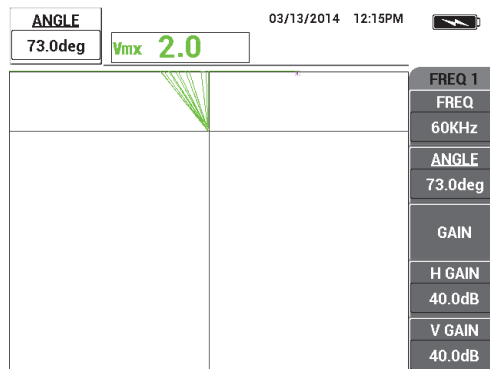 ANGLE
73.0deg
Vmx 2.0
03/13/2014 12:15PM
FREQ 1
FREQ
60KHz
ANGLE
73.0deg
GAIN
H GAIN
40.0dB
V GAIN
40.0dB